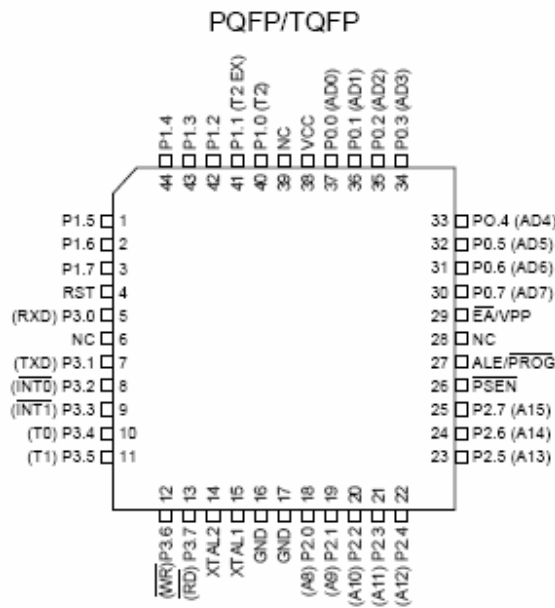 PQFP/TQFP
P1.4
P1.3
P1.2
P1.1 (T2 EX)
P1.0 (T2)
NC
VCC
P0.0 (AD0)
P0.1 (AD1)
P0.2 (AD2)
P0.3 (AD3)
44 43 42 41 40 39 38 37 36 35 34
P1.5 1
P1.6 2
P1.7 3
RST 4
(RXD) P3.0 5
NC 6
(TXD) P3.1 7
(INT0) P3.2 8
(INT1) P3.3 9
(T0) P3.4 10
(T1) P3.5 11
33 PO.4 (AD4)
32 P0.5 (AD5)
31 P0.6 (AD6)
30 P0.7 (AD7)
29 EA/VPP
28 NC
27 ALE/PROG
26 PSEN
25 P2.7 (A15)
24 P2.6 (A14)
23 P2.5 (A13)
12 13 14 15 16 17 18 19 20 21 22
(WR) P3.6
(RD) P3.7
XTAL2
XTAL1
GND
GND
(A8) P2.0
(A9) P2.1
(A10) P2.2
(A11) P2.3
(A12) P2.4